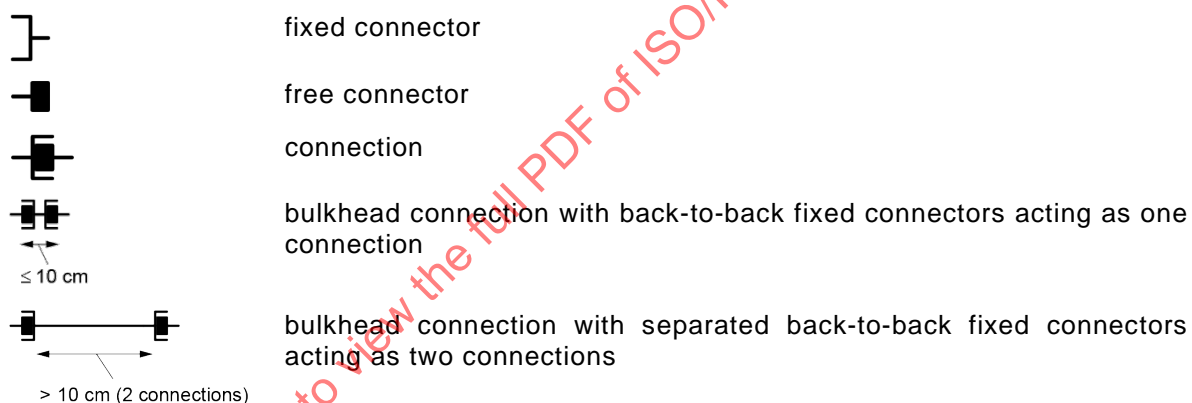 fixed connector
free connector
connection
bulkhead connection with back-to-back fixed connectors acting as one
connection
≤ 10 cm
bulkhead connection with separated back-to-back fixed connectors
acting as two connections
> 10 cm (2 connections)
to view the full PDF of ISO/